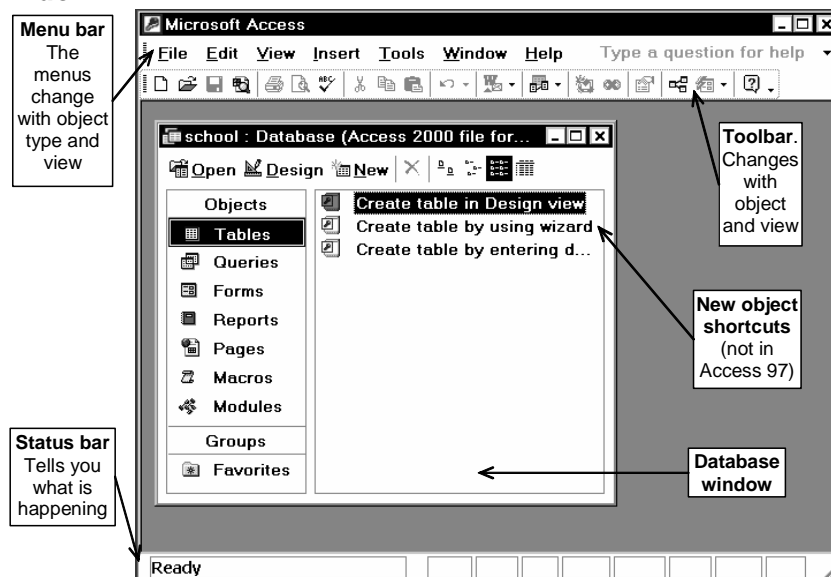 Microsoft Access
Menu bar
The
menus
change
with object
type and
view
File Edit View Insert Tools Window Help Type a question for help
school : Database (Access 2000 file for...
Open Design New
Objects
Tables
Queries
Forms
Reports
Pages
Macros
Modules
Groups
Favorites
Create table in Design view
Create table by using wizard
Create table by entering d...
Toolbar.
Changes
with
object
and view
New object
shortcuts
(not in
Access 97)
Database
window
Status bar
Tells you
what is
happening
Ready